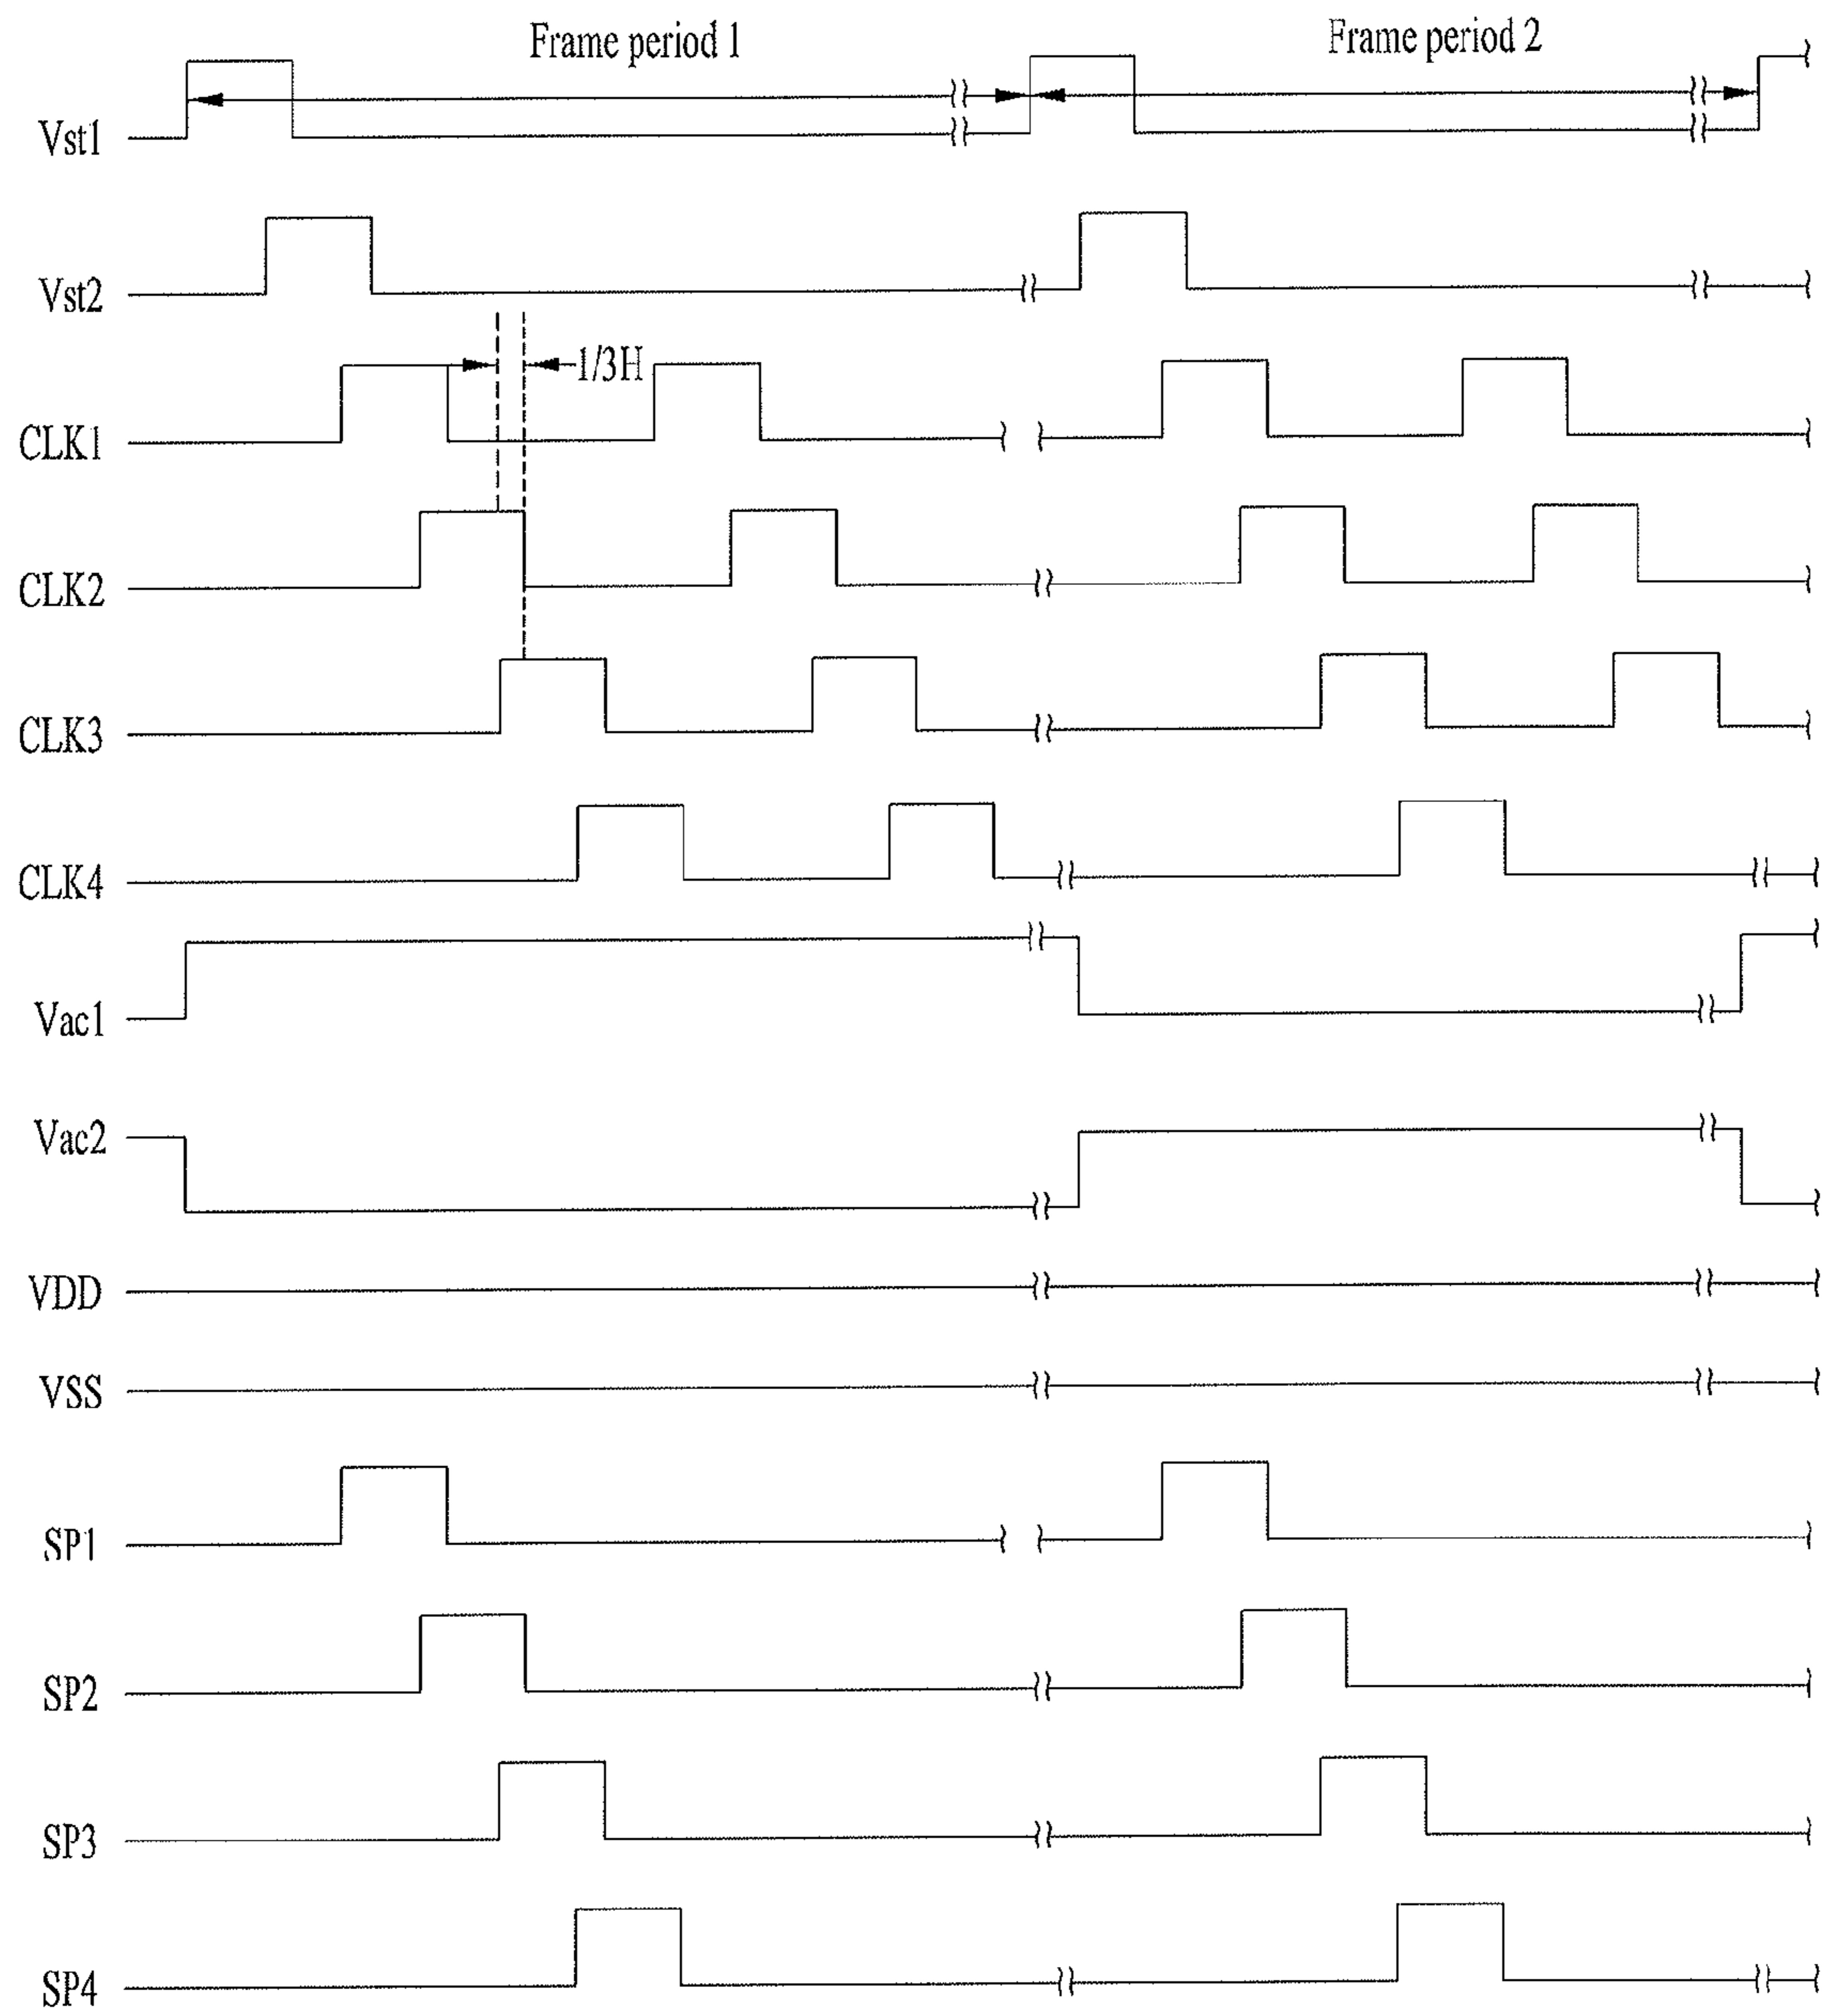 Frame period 1
Frame period 2
Vst1
Vst2
1/3H
CLK1
CLK2
CLK3
CLK4
Vac1
Vac2
VDD
VSS
SP1
SP2
SP3
SP4